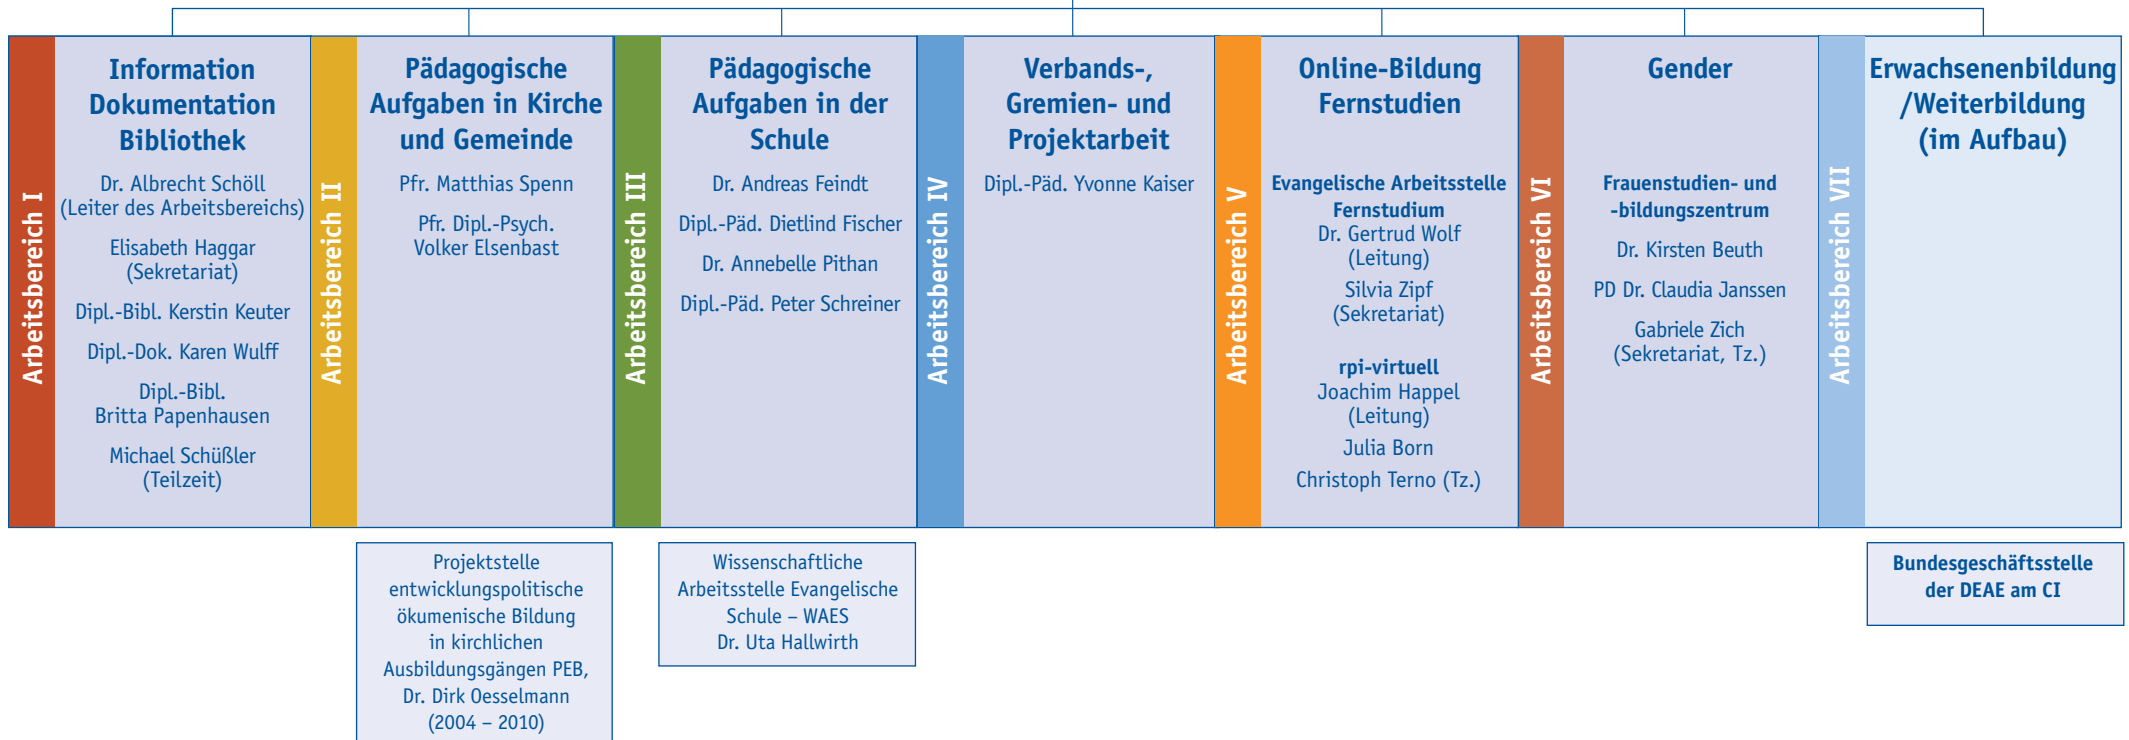 Arbeitsbereich I
Information
Dokumentation
Bibliothek
Dr. Albrecht Schöll
(Leiter des Arbeitsbereichs)
Elisabeth Haggar
(Sekretariat)
Dipl.-Bibl. Kerstin Keuter
Dipl.-Dok. Karen Wulff
Dipl.-Bibl.
Britta Papenhausen
Michael Schüßler
(Teilzeit)
Arbeitsbereich II
Pädagogische
Aufgaben in Kirche
und Gemeinde
Pfr. Matthias Spenn
Pfr. Dipl.-Psych.
Volker Elsenbast
Projektstelle
entwicklungspolitische
ökumenische Bildung
in kirchlichen
Ausbildungsgängen PEB,
Dr. Dirk Oesselmann
(2004 – 2010)
Arbeitsbereich III
Pädagogische
Aufgaben in der
Schule
Dr. Andreas Feindt
Dipl.-Päd. Dietlind Fischer
Dr. Annebelle Pithan
Dipl.-Päd. Peter Schreiner
Wissenschaftliche
Arbeitsstelle Evangelische
Schule – WAES
Dr. Uta Hallwirth
Arbeitsbereich IV
Verbands-,
Gremien- und
Projektarbeit
Dipl.-Päd. Yvonne Kaiser
Arbeitsbereich V
Online-Bildung
Fernstudien
Evangelische Arbeitsstelle
Fernstudium
Dr. Gertrud Wolf
(Leitung)
Silvia Zipf
(Sekretariat)
rpi-virtuell
Joachim Happel
(Leitung)
Julia Born
Christoph Terno (Tz.)
Arbeitsbereich VI
Gender
Frauenstudien- und
-bildungszentrum
Dr. Kirsten Beuth
PD Dr. Claudia Janssen
Gabriele Zich
(Sekretariat, Tz.)
Arbeitsbereich VII
Erwachsenenbildung
/Weiterbildung
(im Aufbau)
Bundesgeschäftsstelle
der DEAE am CI